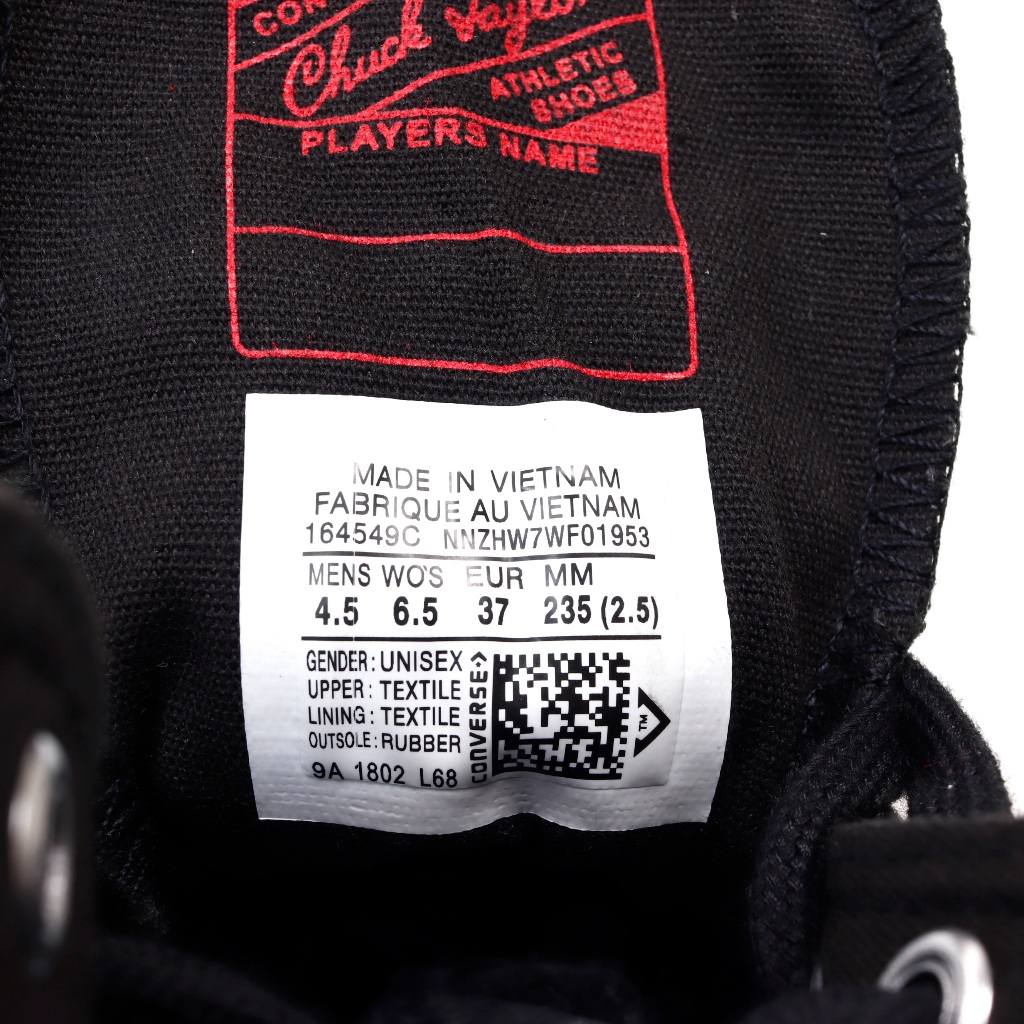 CON
Chuck Taylor
ATHLETIC
SHOES
PLAYERS NAME
MADE IN VIETNAM
FABRIQUE AU VIETNAM
164549C NNZHW7WF01953
MENS WO'S EUR MM
4.5 6.5 37 235 (2.5)
GENDER: UNISEX
UPPER: TEXTILE
LINING: TEXTILE
OUTSOLE: RUBBER
9A 1802 L68
CONVERSE
TM